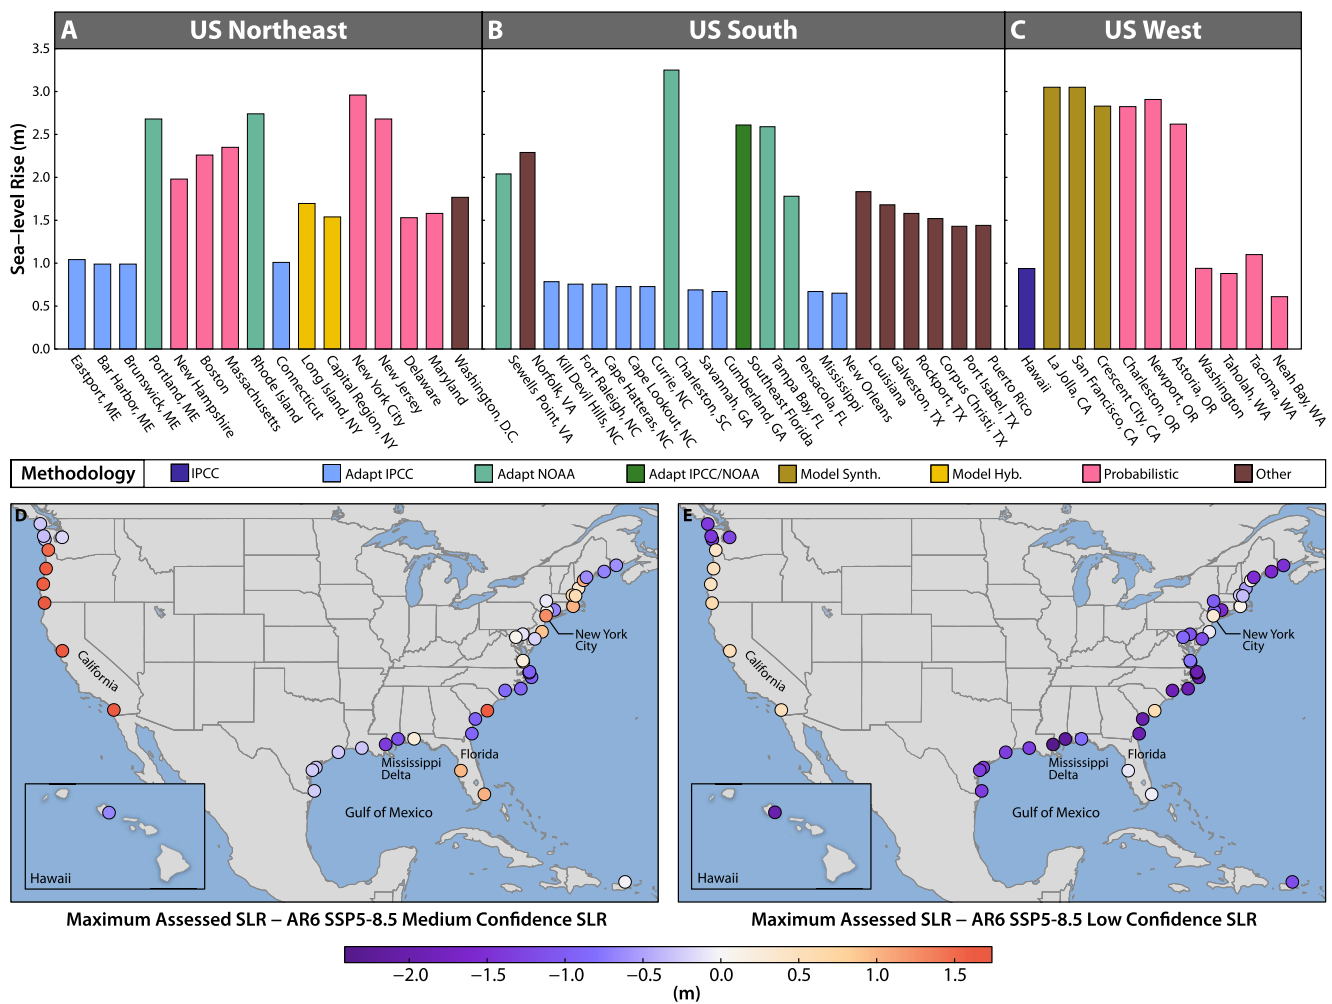 A US Northeast
B US South
C US West
Sea–level Rise (m)
3.5
3.0
2.5
2.0
1.5
1.0
0.5
0.0
Eastport, ME
Bar Harbor, ME
Brunswick, ME
Portland, ME
New Hampshire
Boston
Massachusetts
Rhode Island
Connecticut
Long Island, NY
Capital Region, NY
New York City
New Jersey
Delaware
Maryland
Washington, D.C.
Sewells Point, VA
Norfolk, VA
Kill Devil Hills, NC
Fort Raleigh, NC
Cape Hatteras, NC
Cape Lookout, NC
Currie, NC
Charleston, SC
Savannah, GA
Cumberland, GA
Southeast Florida
Tampa Bay, FL
Pensacola, FL
Mississippi
New Orleans
Louisiana
Galveston, TX
Rockport, TX
Corpus Christi, TX
Port Isabel, TX
Puerto Rico
Hawaii
La Jolla, CA
San Francisco, CA
Crescent City, CA
Charleston, OR
Newport, OR
Astoria, OR
Washington
Taholah, WA
Tacoma, WA
Neah Bay, WA
Methodology
IPCC
Adapt IPCC
Adapt NOAA
Adapt IPCC/NOAA
Model Synth.
Model Hyb.
Probabilistic
Other
D
New York
City
California
Florida
Mississippi
Delta
Gulf of Mexico
Hawaii
E
New York
City
California
Florida
Mississippi
Delta
Gulf of Mexico
Hawaii
Maximum Assessed SLR – AR6 SSP5-8.5 Medium Confidence SLR
Maximum Assessed SLR – AR6 SSP5-8.5 Low Confidence SLR
−2.0 −1.5 −1.0 −0.5 0.0 0.5 1.0 1.5
(m)